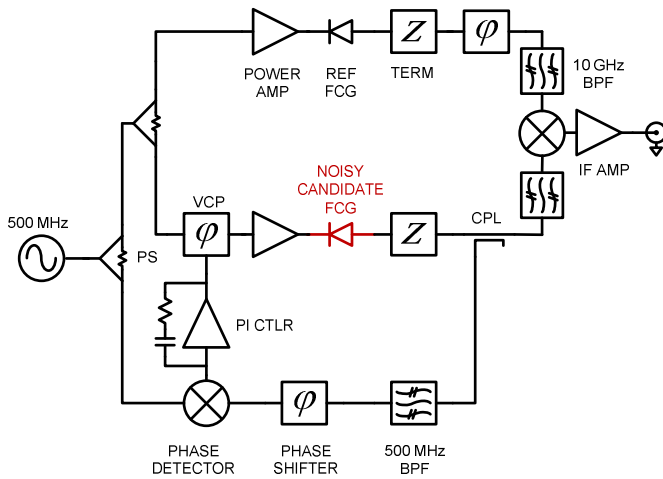 POWER
AMP
REF
FCG
TERM
Z
φ
10 GHz
BPF
IF AMP
NOISY
CANDIDATE
FCG
VCP
φ
Z
CPL
500 MHz
PS
PI CTLR
φ
PHASE
DETECTOR
PHASE
SHIFTER
500 MHz
BPF